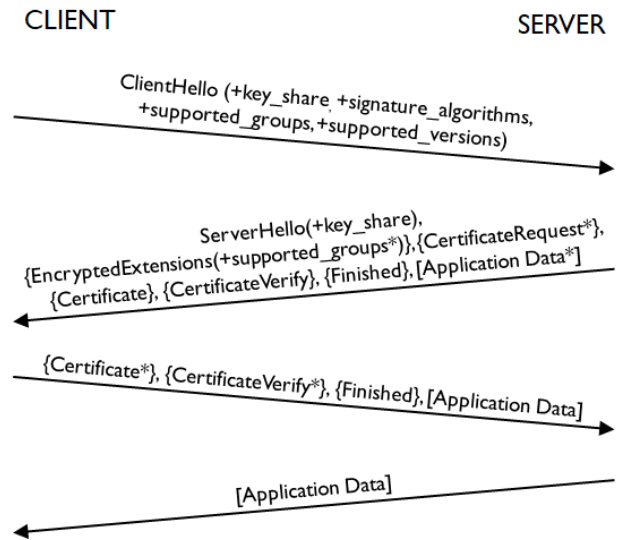 CLIENT
SERVER
ClientHello (+key_share, +signature_algorithms,
+supported_groups, +supported_versions)
ServerHello(+key_share),
{EncryptedExtensions(+supported_groups*)},{CertificateRequest*},
{Certificate}, {CertificateVerify}, {Finished}, [Application Data*]
{Certificate*}, {CertificateVerify*}, {Finished}, [Application Data]
[Application Data]